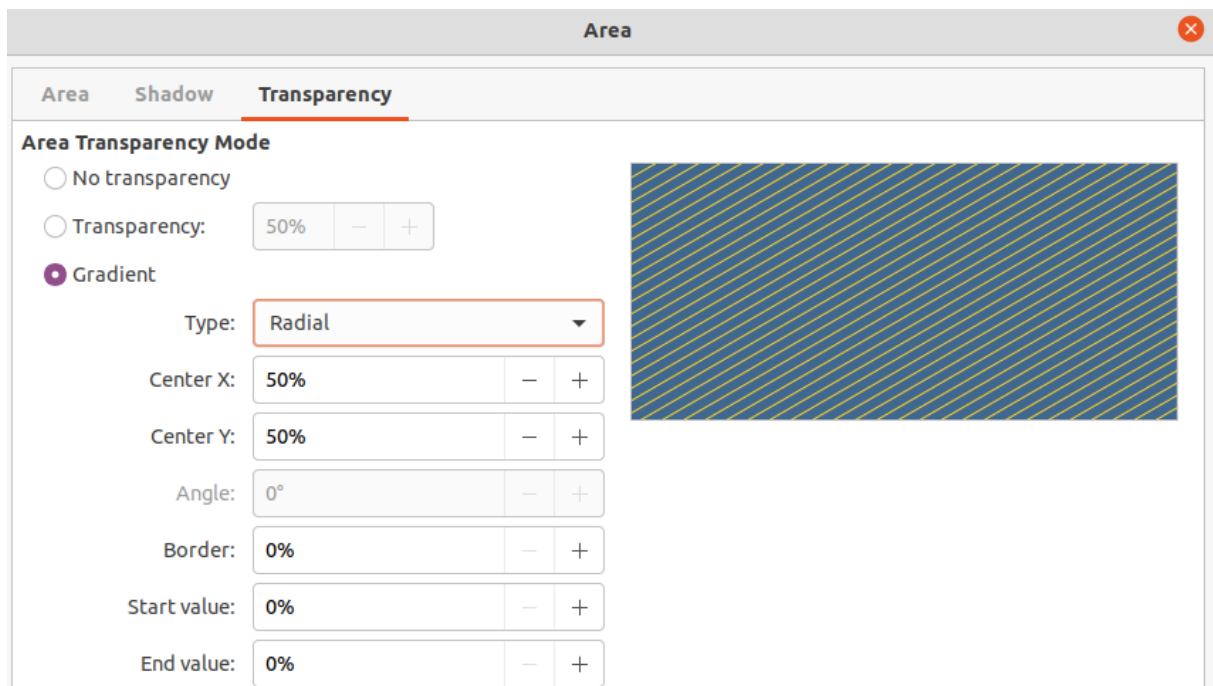 Area
Area Shadow Transparency
Area Transparency Mode
No transparency
Transparency: 50% − +
Gradient
Type: Radial
Center X: 50% − +
Center Y: 50% − +
Angle: 0° − +
Border: 0% − +
Start value: 0% − +
End value: 0% − +